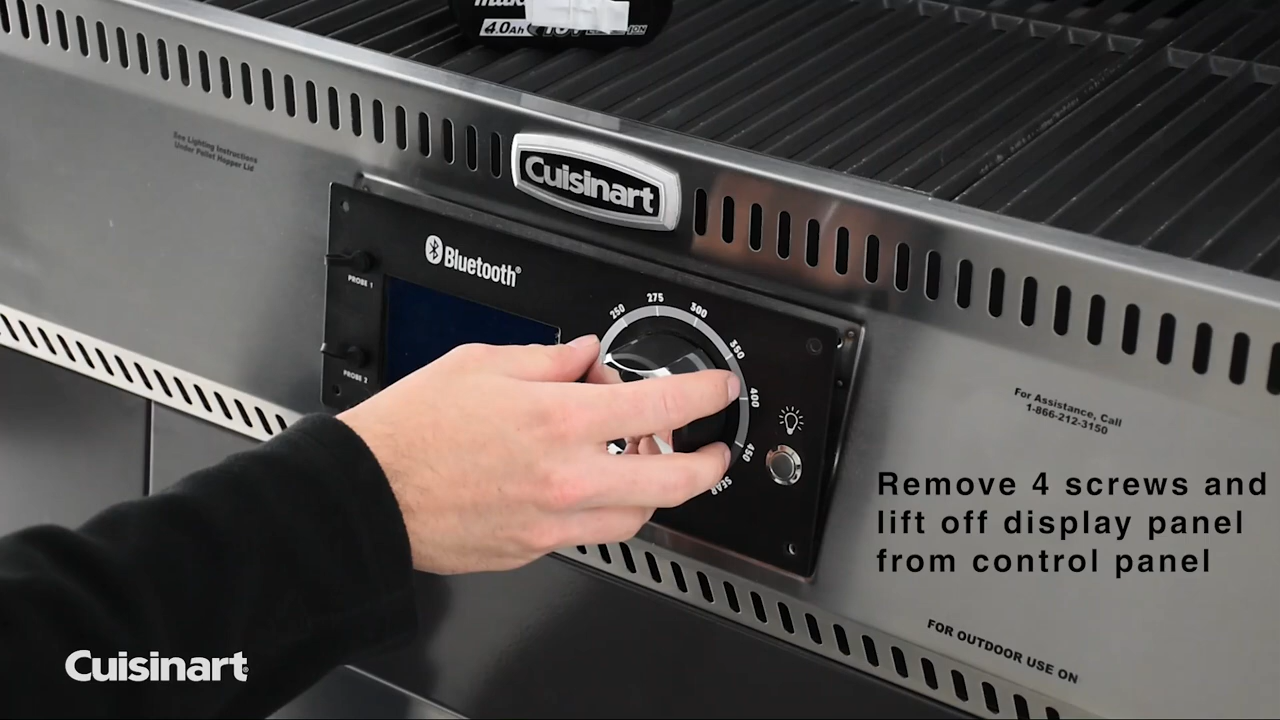 4.0Ah
See Lighting Instructions
Under Pellet Hopper Lid
Cuisinart
Bluetooth®
PROBE 1
PROBE 2
250
275
300
350
400
450
SEAR
For Assistance, Call
1-866-212-3150
Remove 4 screws and
lift off display panel
from control panel
FOR OUTDOOR USE ON
Cuisinart